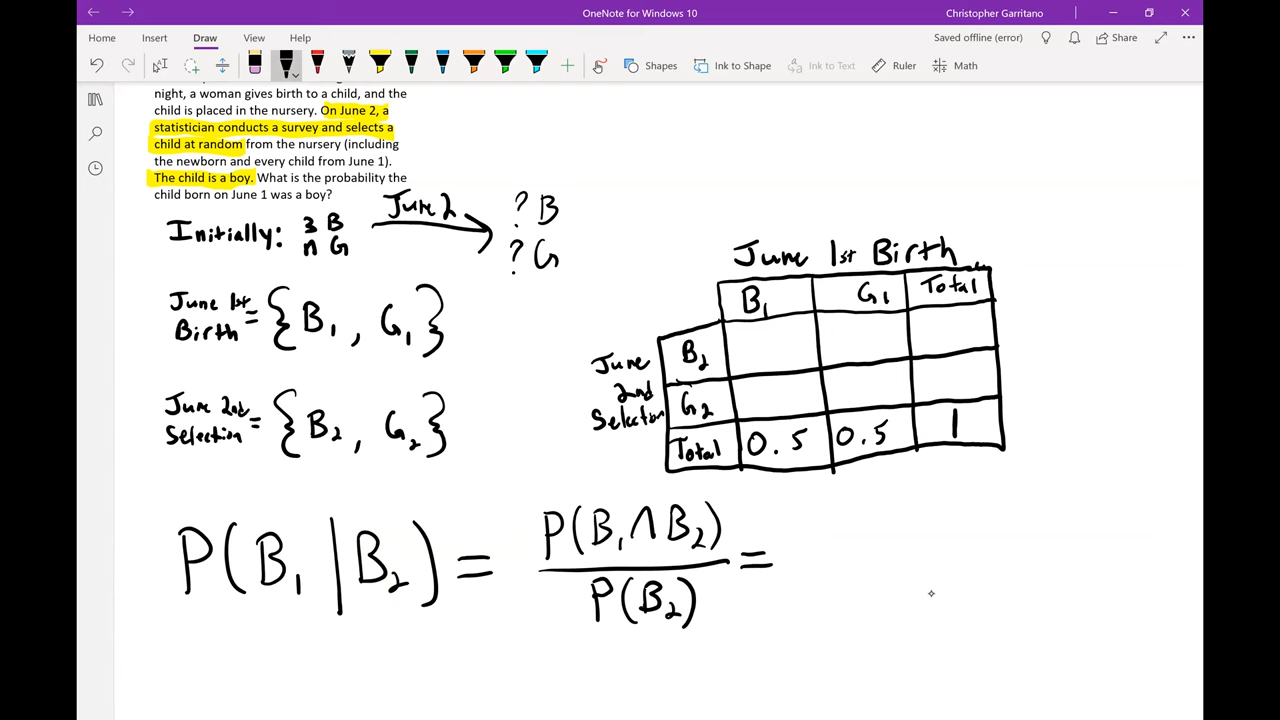 OneNote for Windows 10
Christopher Garritano
Home Insert Draw View Help
Saved offline (error)
Share
Shapes
Ink to Shape
Ink to Text
Ruler
Math
night, a woman gives birth to a child, and the
child is placed in the nursery. On June 2, a
statistician conducts a survey and selects a
child at random from the nursery (including
the newborn and every child from June 1).
The child is a boy. What is the probability the
child born on June 1 was a boy?
Initially: 3 B
n G
June 2
? B
? G
June 1st
Birth = { B₁ , G₁ }
June 2nd
Selection = { B₂ , G₂ }
June 1st Birth
B₁ G₁ Total
June
2nd
Selection
B₂
G₂
Total 0.5 0.5 1
P(B₁ | B₂) = P(B₁ ∩ B₂) =
P(B₂)